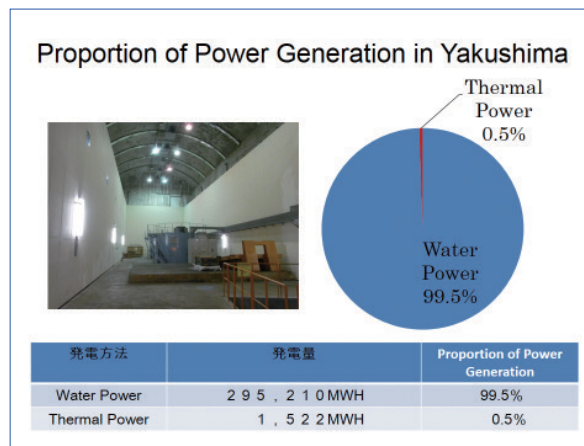 Proportion of Power Generation in Yakushima
Thermal
Power
0.5%
Water
Power
99.5%
発電方法 発電量 Proportion of Power
Generation
Water Power ２９５，２１０MWH 99.5%
Thermal Power １，５２２MWH 0.5%